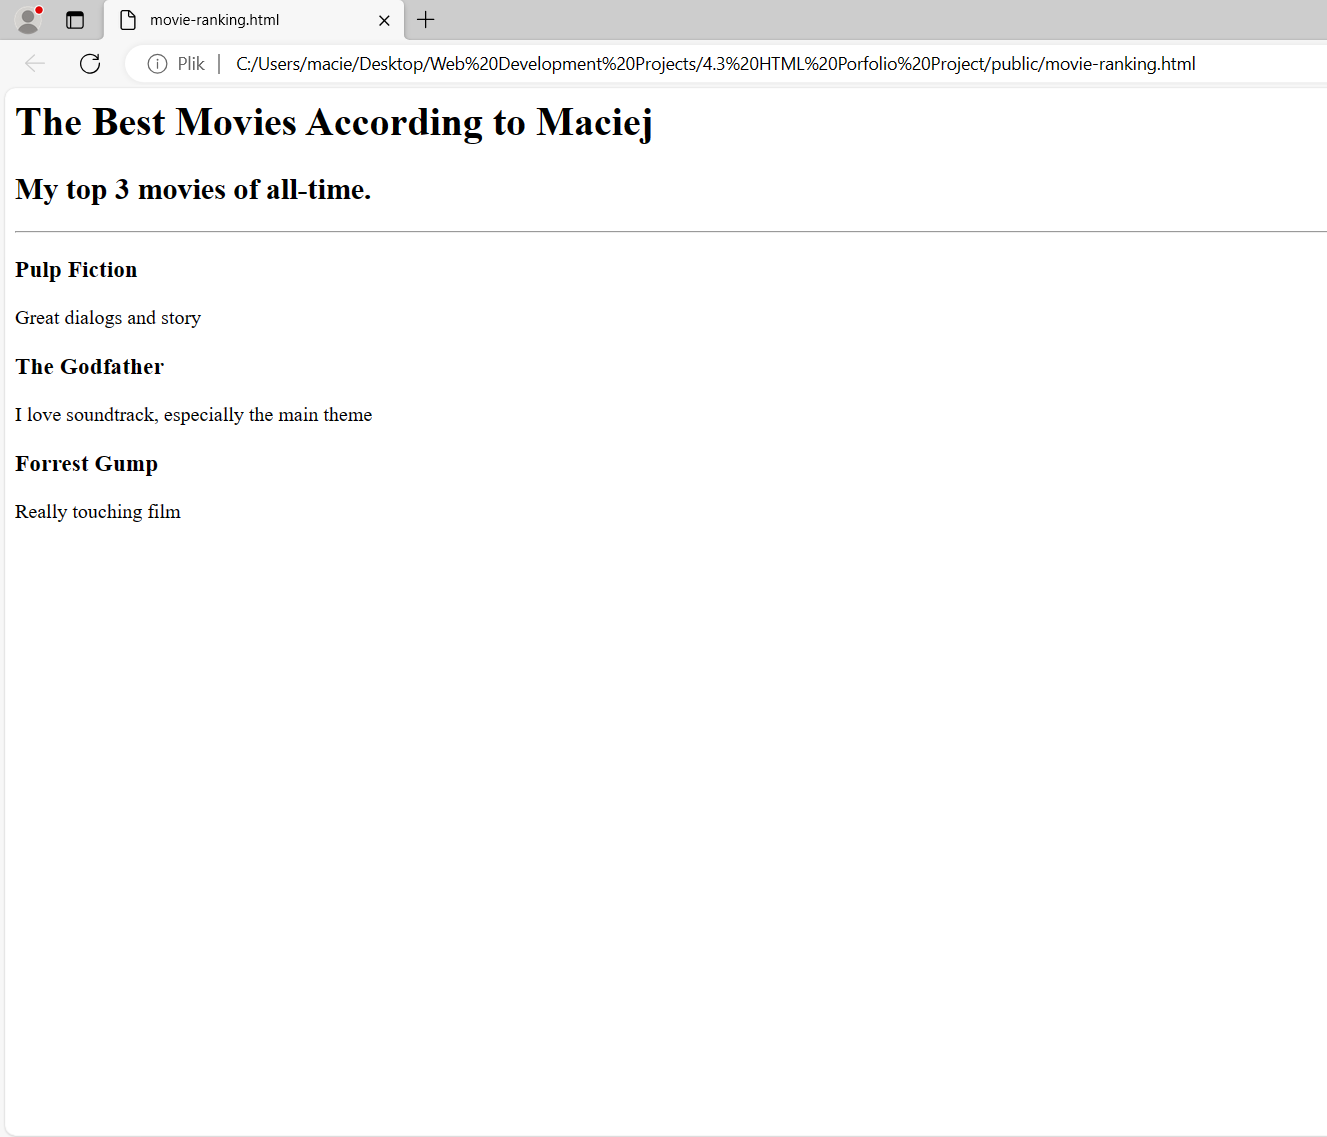 movie-ranking.html
Plik | C:/Users/macie/Desktop/Web%20Development%20Projects/4.3%20HTML%20Porfolio%20Project/public/movie-ranking.html
The Best Movies According to Maciej
My top 3 movies of all-time.
Pulp Fiction
Great dialogs and story
The Godfather
I love soundtrack, especially the main theme
Forrest Gump
Really touching film